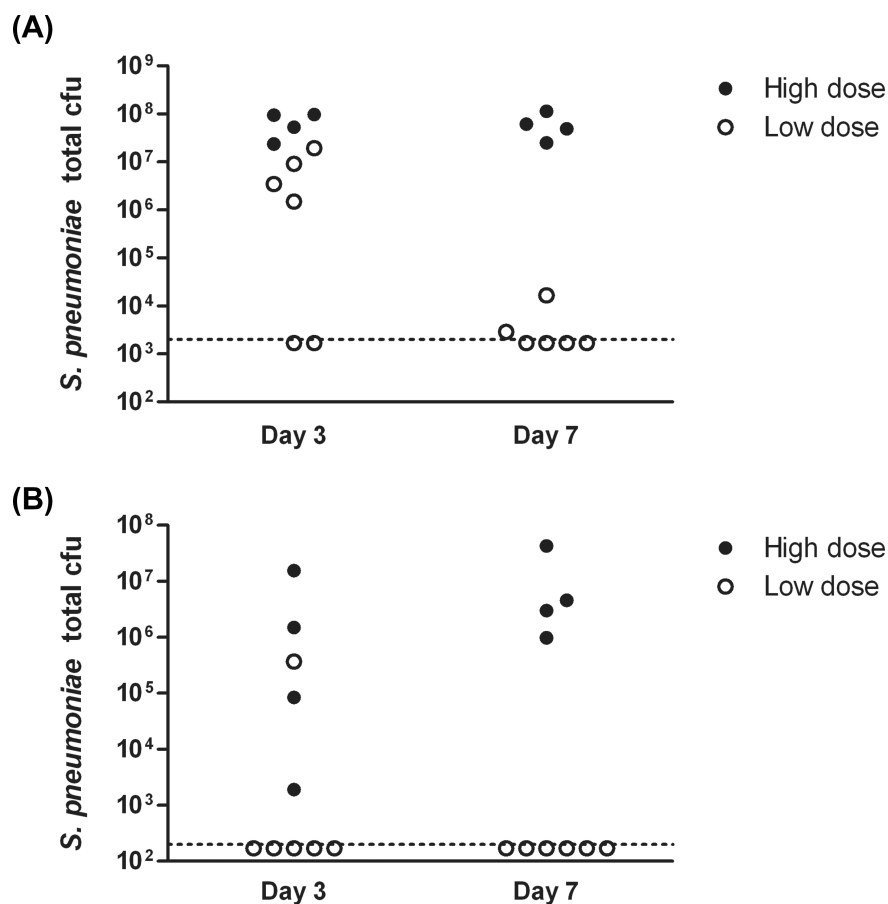 (A)
S. pneumoniae total cfu
10⁹
10⁸
10⁷
10⁶
10⁵
10⁴
10³
10²
Day 3
Day 7
High dose
Low dose
(B)
S. pneumoniae total cfu
10⁸
10⁷
10⁶
10⁵
10⁴
10³
10²
Day 3
Day 7
High dose
Low dose